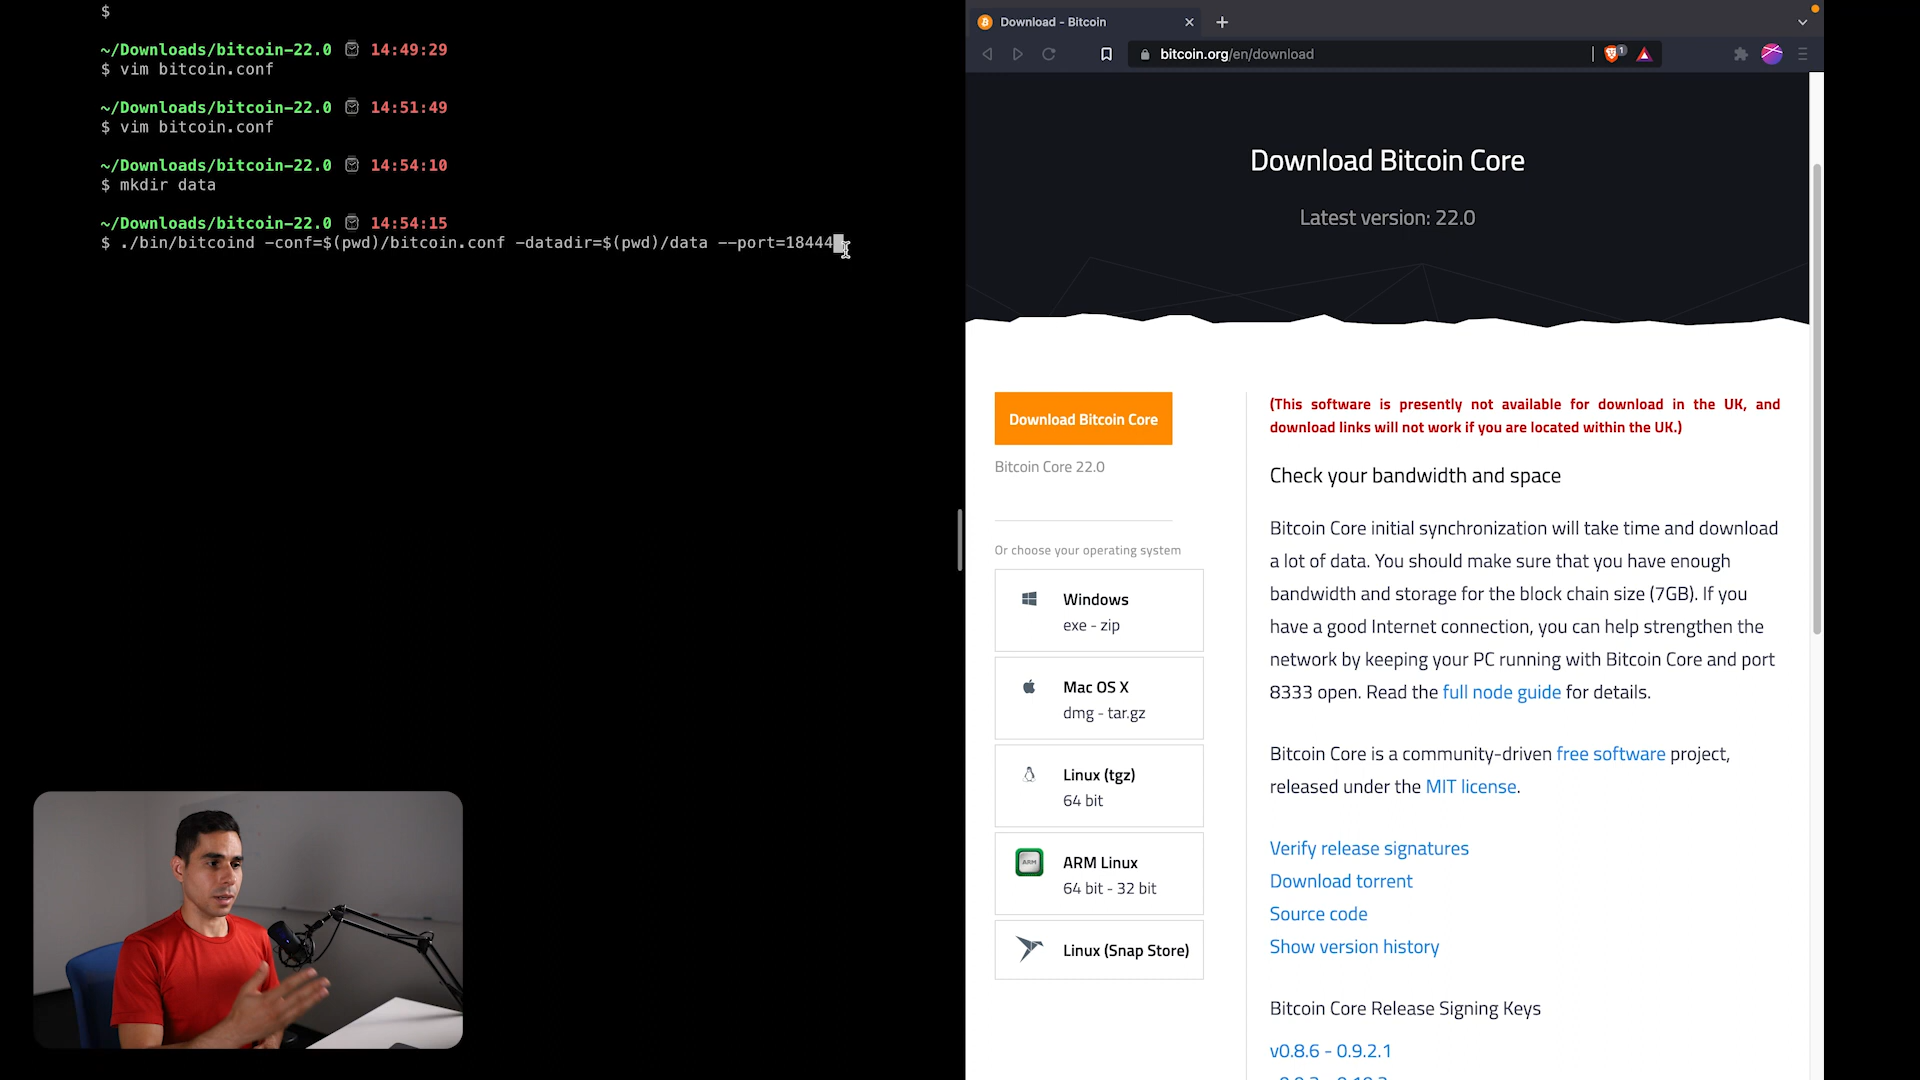 $
~/Downloads/bitcoin-22.0 14:49:29
$ vim bitcoin.conf
~/Downloads/bitcoin-22.0 14:51:49
$ vim bitcoin.conf
~/Downloads/bitcoin-22.0 14:54:10
$ mkdir data
~/Downloads/bitcoin-22.0 14:54:15
$ ./bin/bitcoind -conf=$(pwd)/bitcoin.conf -datadir=$(pwd)/data --port=18444
Download - Bitcoin
bitcoin.org/en/download
1
Download Bitcoin Core
Latest version: 22.0
Download Bitcoin Core
Bitcoin Core 22.0
Or choose your operating system
Windows
exe - zip
Mac OS X
dmg - tar.gz
Linux (tgz)
64 bit
ARM
ARM Linux
64 bit - 32 bit
Linux (Snap Store)
(This software is presently not available for download in the UK, and
download links will not work if you are located within the UK.)
Check your bandwidth and space
Bitcoin Core initial synchronization will take time and download
a lot of data. You should make sure that you have enough
bandwidth and storage for the block chain size (7GB). If you
have a good Internet connection, you can help strengthen the
network by keeping your PC running with Bitcoin Core and port
8333 open. Read the full node guide for details.
Bitcoin Core is a community-driven free software project,
released under the MIT license.
Verify release signatures
Download torrent
Source code
Show version history
Bitcoin Core Release Signing Keys
v0.8.6 - 0.9.2.1